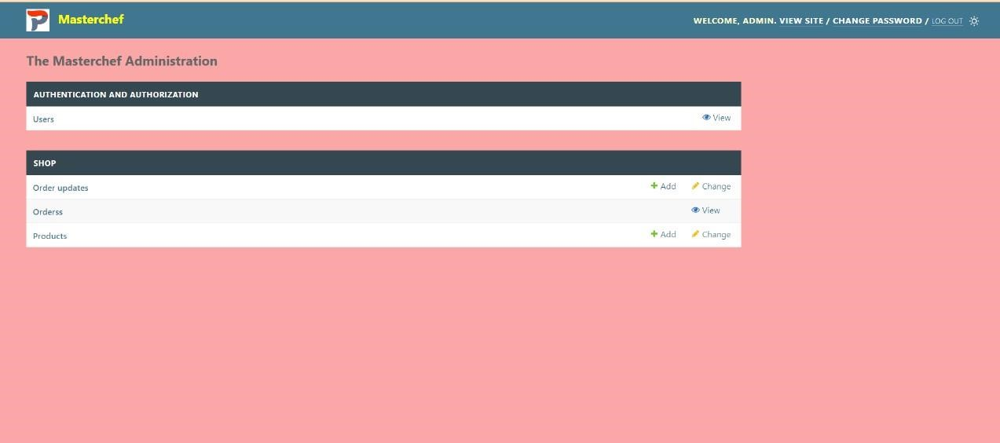 Masterchef
WELCOME, ADMIN. VIEW SITE / CHANGE PASSWORD / LOG OUT
The Masterchef Administration
AUTHENTICATION AND AUTHORIZATION
Users View
SHOP
Order updates Add Change
Orderss View
Products Add Change